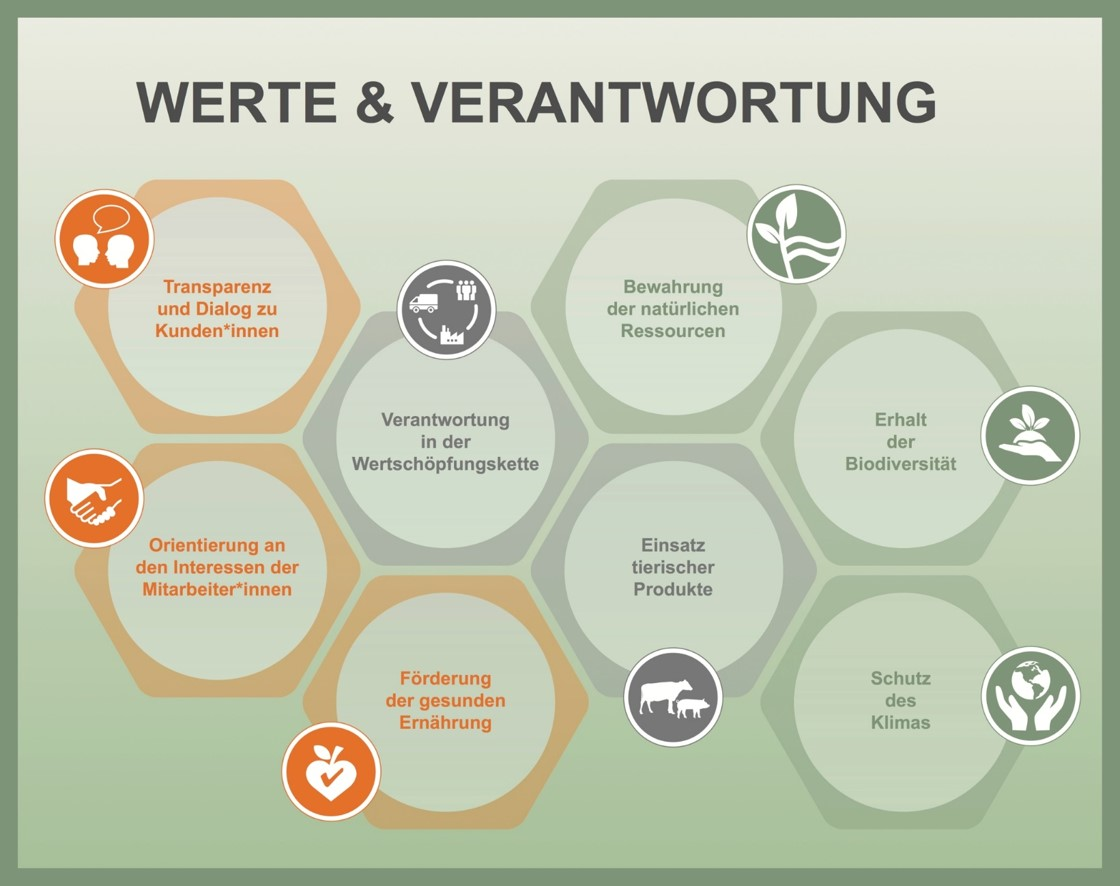 WERTE & VERANTWORTUNG
Transparenz
und Dialog zu
Kunden*innen
Bewahrung
der natürlichen
Ressourcen
Verantwortung
in der
Wertschöpfungskette
Erhalt
der
Biodiversität
Orientierung an
den Interessen der
Mitarbeiter*innen
Einsatz
tierischer
Produkte
Förderung
der gesunden
Ernährung
Schutz
des
Klimas